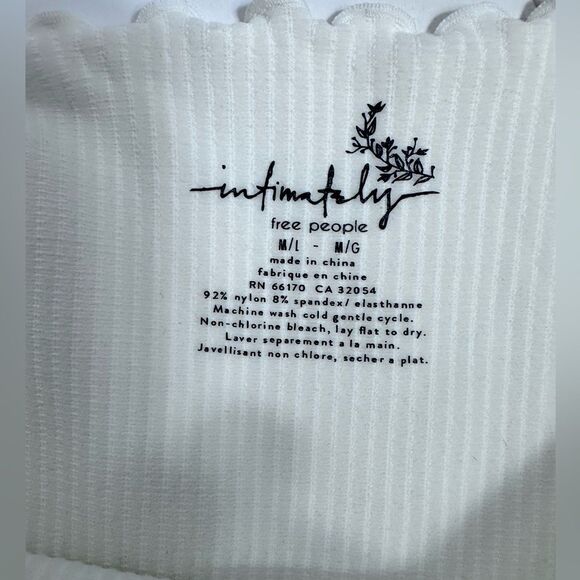 intimately
free people
M/L - M/G
made in china
fabrique en chine
RN 66170 CA 32054
92% nylon 8% spandex/ elasthanne
Machine wash cold gentle cycle.
Non-chlorine bleach, lay flat to dry.
Laver separement a la main.
Javellisant non chlore, secher a plat.